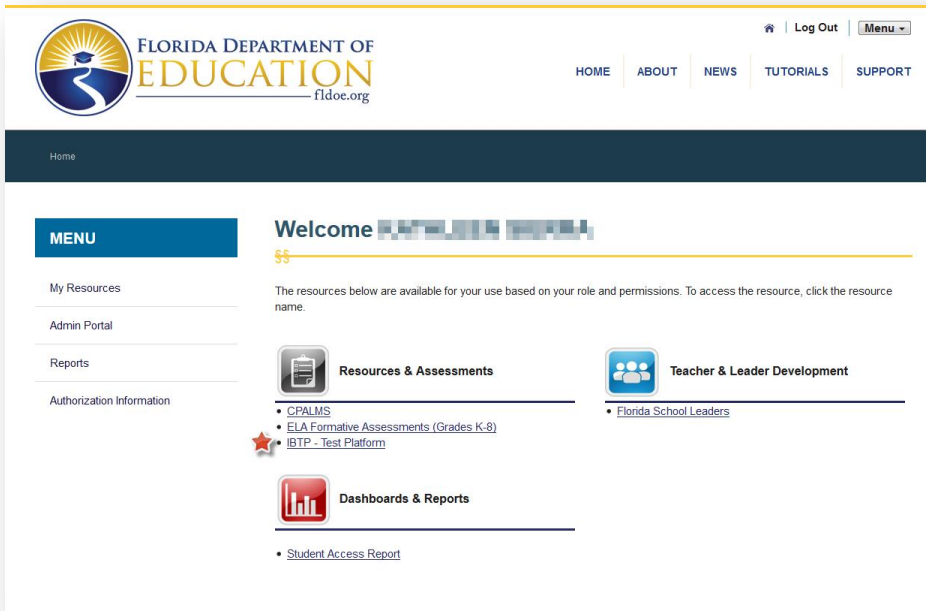 FLORIDA DEPARTMENT OF
EDUCATION
fldoe.org
Log Out
Menu
HOME ABOUT NEWS TUTORIALS SUPPORT
Home
MENU
My Resources
Admin Portal
Reports
Authorization Information
Welcome
§§
The resources below are available for your use based on your role and permissions. To access the resource, click the resource
name.
Resources & Assessments
• CPALMS
• ELA Formative Assessments (Grades K-8)
• IBTP - Test Platform
Teacher & Leader Development
• Florida School Leaders
Dashboards & Reports
• Student Access Report